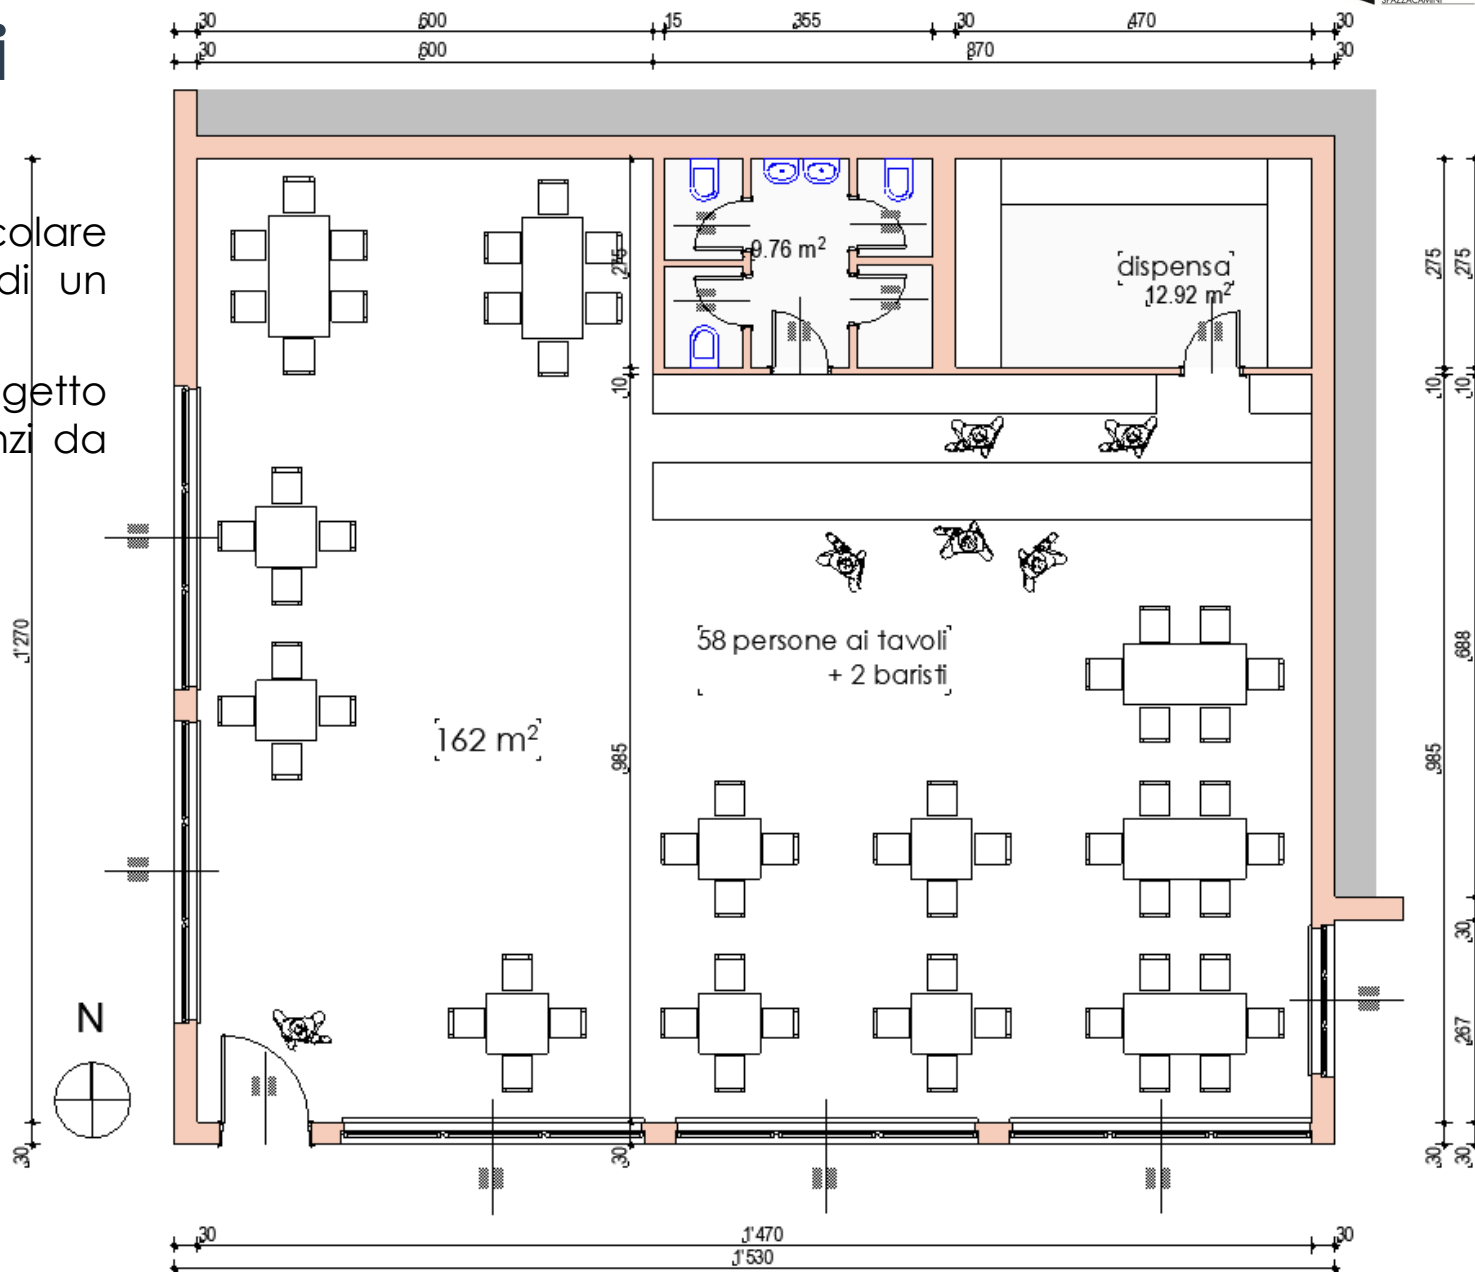 i
SPAZZACAMINI
30 600 15 355 30 470 30
30 600 870 30
colare
di un
getto
nzi da
275
9.76 m²
dispensa
12.92 m²
275 275
10
10 10
58 persone ai tavoli
+ 2 baristi
162 m²
1'270
985
688
985
30
267
N
30
30
30 30
30 1'470 30
1'530